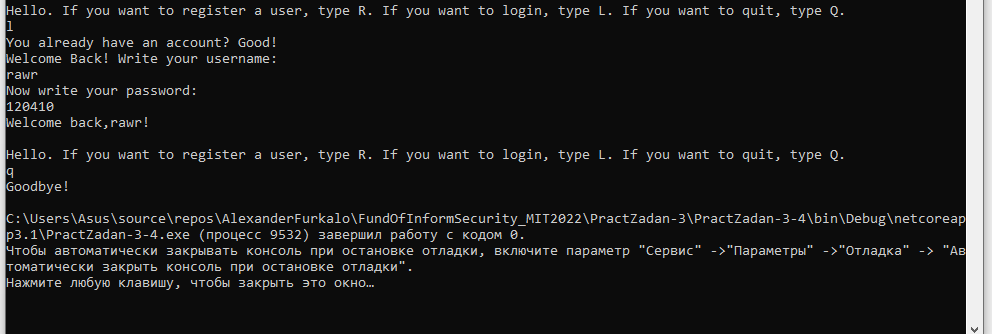 Hello. If you want to register a user, type R. If you want to login, type L. If you want to quit, type Q.
l
You already have an account? Good!
Welcome Back! Write your username:
rawr
Now write your password:
120410
Welcome back,rawr!
Hello. If you want to register a user, type R. If you want to login, type L. If you want to quit, type Q.
q
Goodbye!
C:\Users\Asus\source\repos\AlexanderFurkalo\FundOfInformSecurity_MIT2022\PractZadan-3\PractZadan-3-4\bin\Debug\netcoreap
p3.1\PractZadan-3-4.exe (процесс 9532) завершил работу с кодом 0.
Чтобы автоматически закрывать консоль при остановке отладки, включите параметр "Сервис" ->"Параметры" ->"Отладка" -> "Ав
томатически закрыть консоль при остановке отладки".
Нажмите любую клавишу, чтобы закрыть это окно…